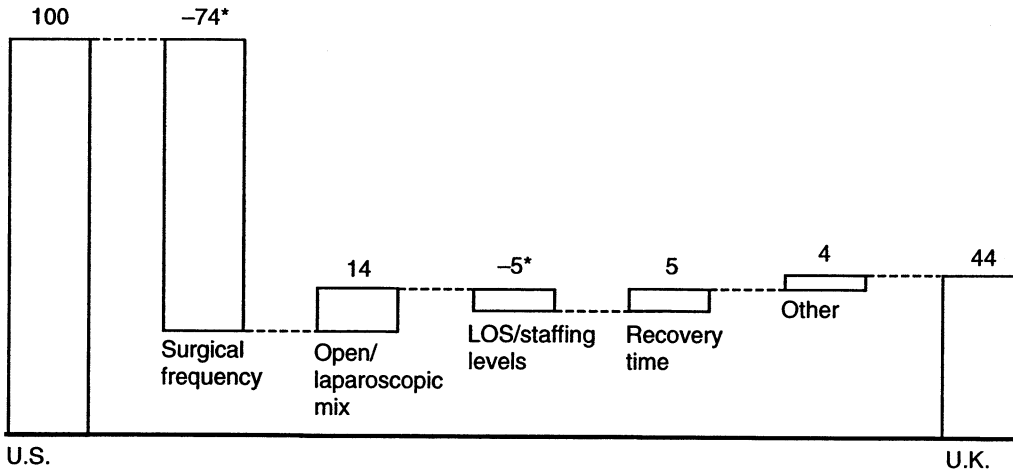 100
–74*
Surgical
frequency
14
Open/
laparoscopic
mix
–5*
LOS/staffing
levels
5
Recovery
time
4
Other
44
U.S.
U.K.